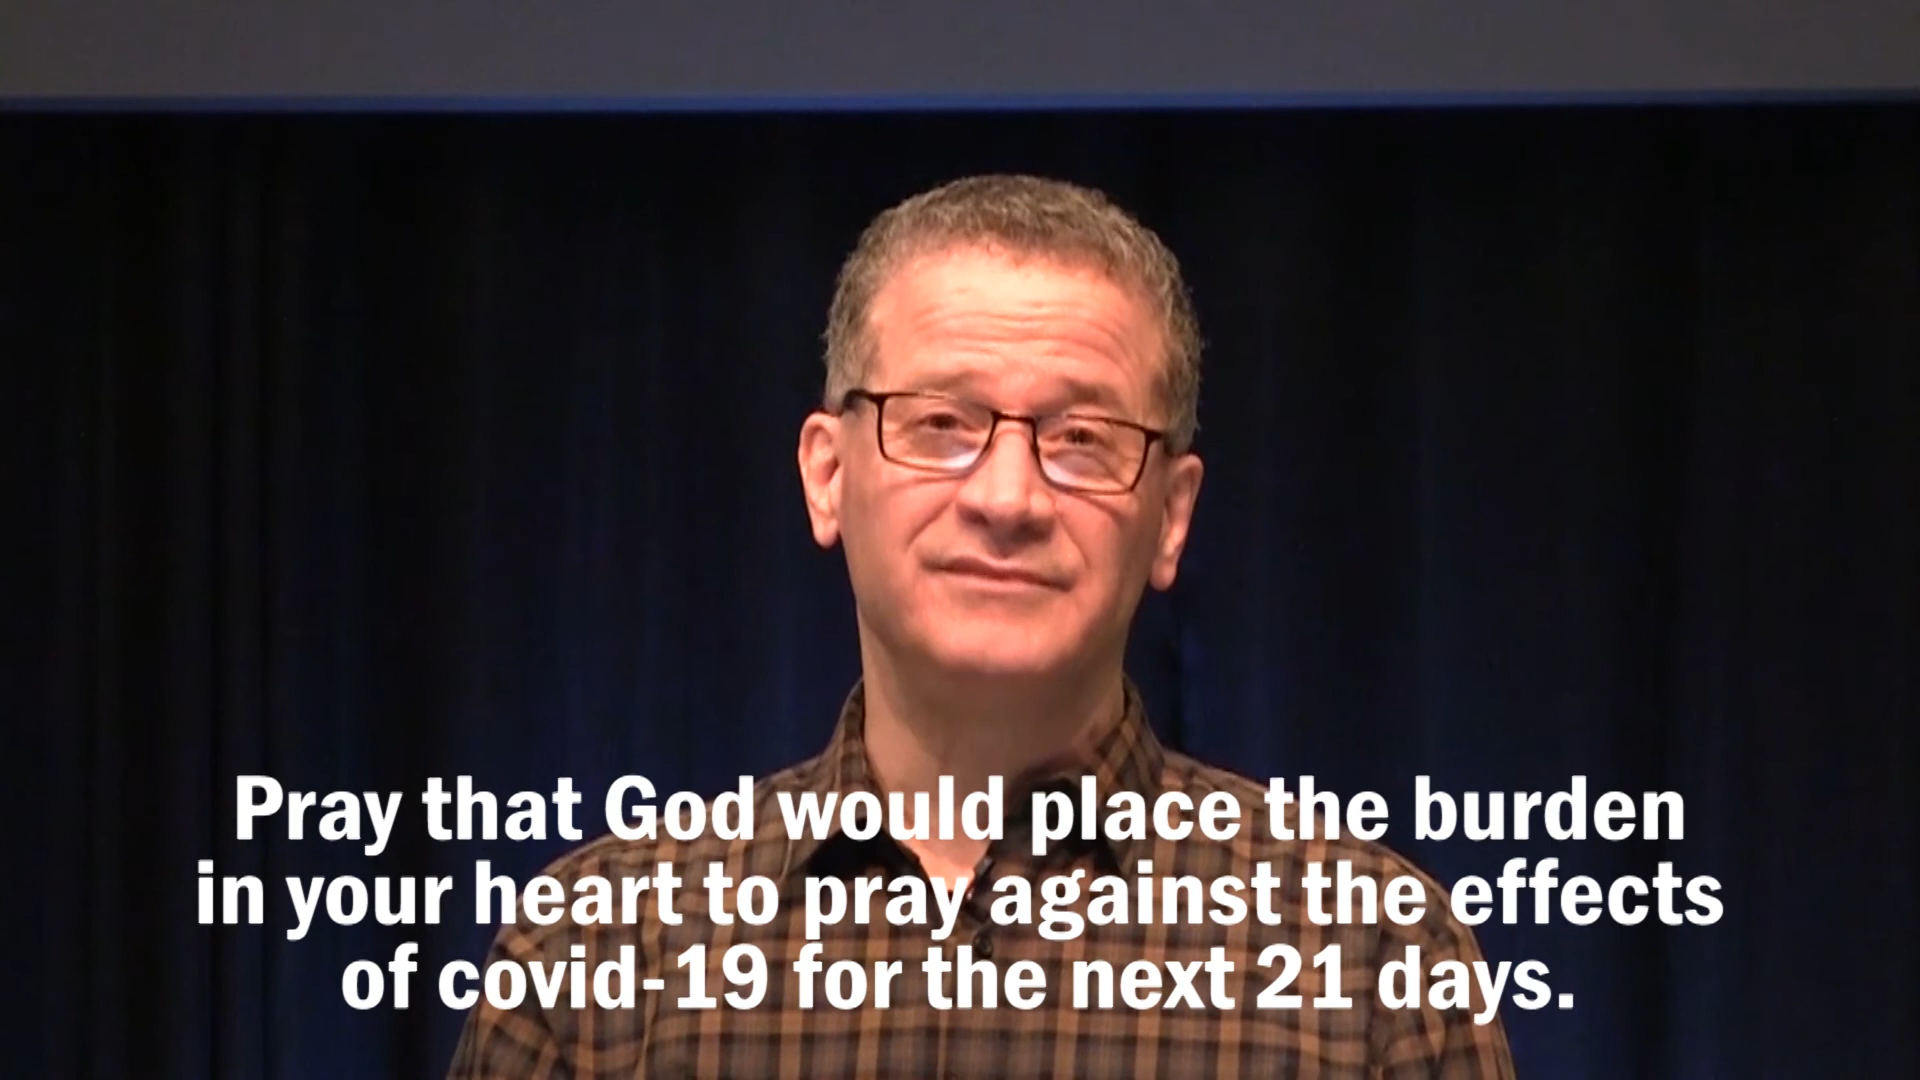 Pray that God would place the burden
in your heart to pray against the effects
of covid-19 for the next 21 days.